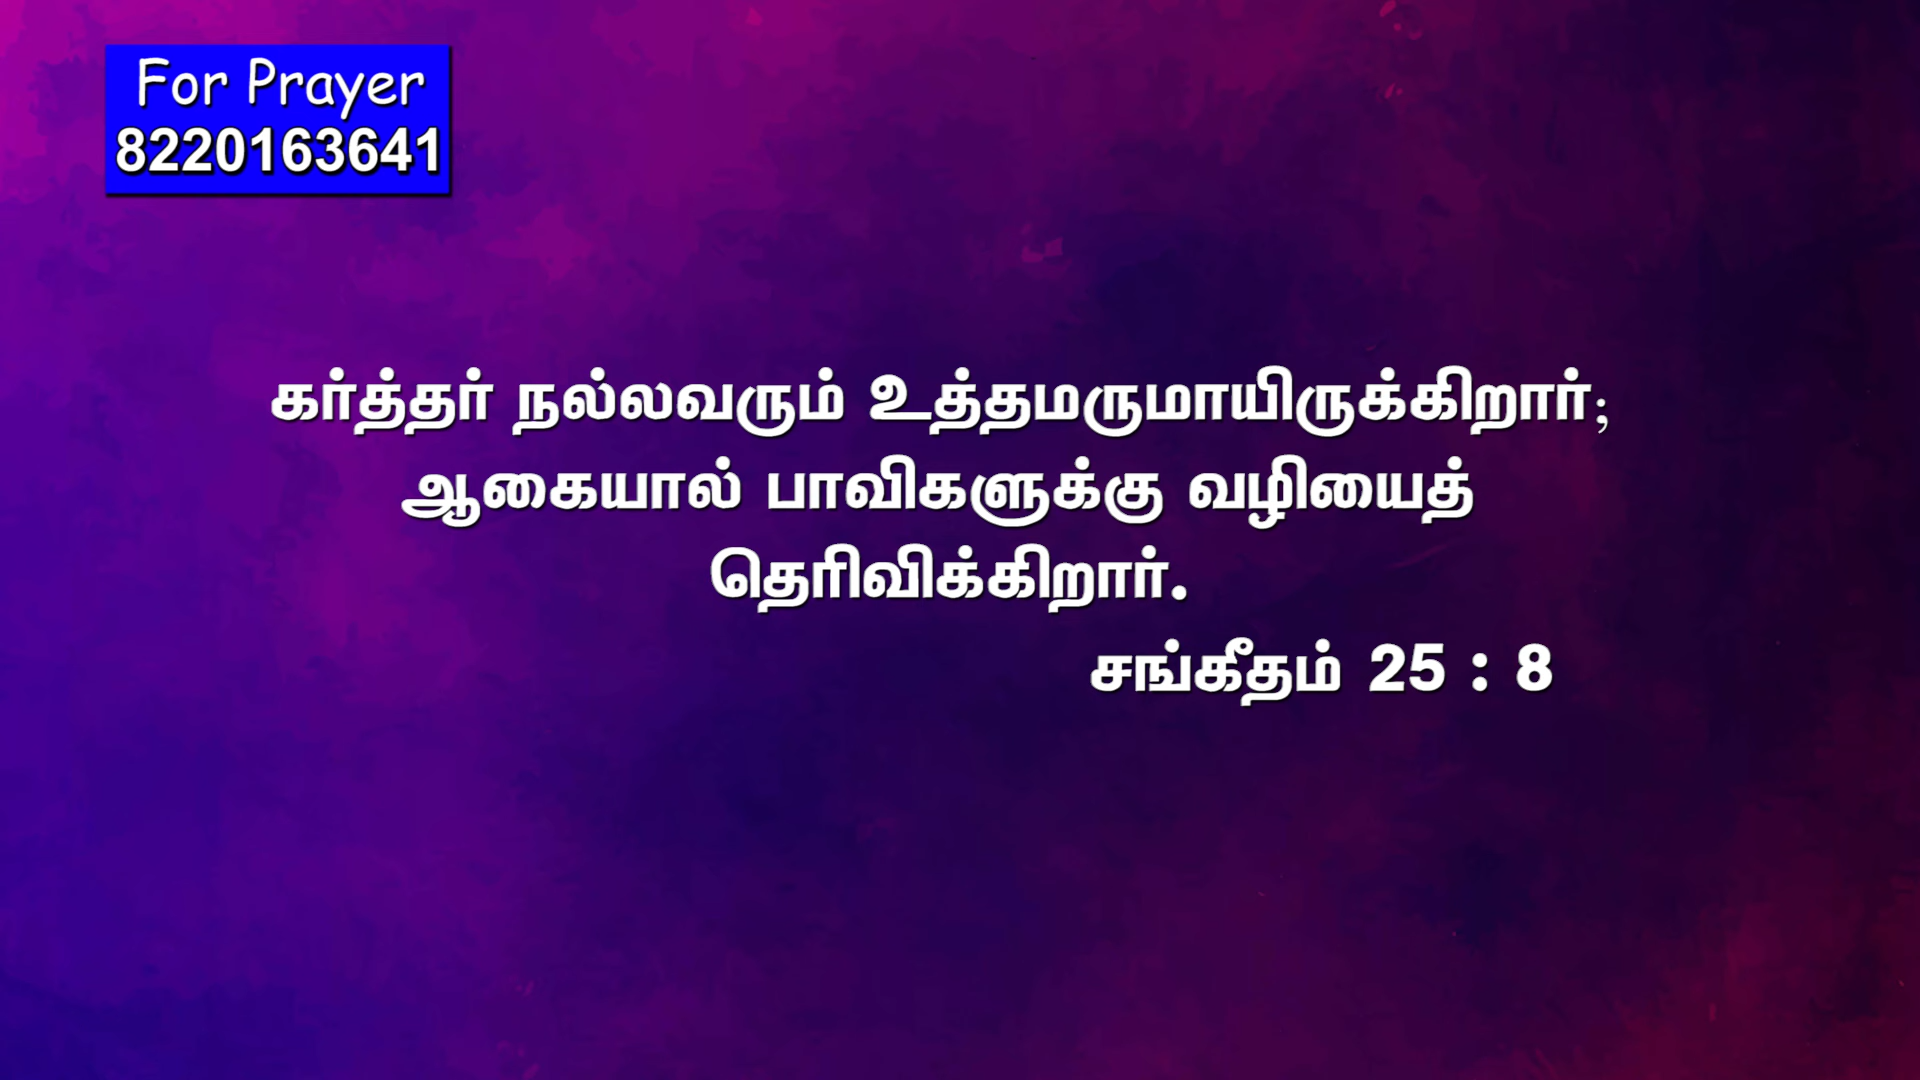 For Prayer
8220163641
கர்த்தர் நல்லவரும் உத்தமருமாயிருக்கிறார்;
ஆகையால் பாவிகளுக்கு வழியைத்
தெரிவிக்கிறார்.
சங்கீதம் 25 : 8